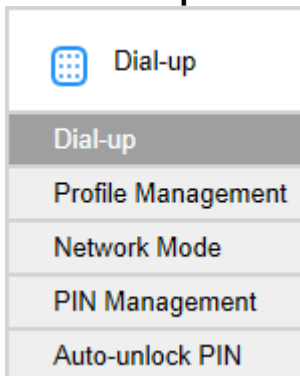 Dial-up
Dial-up
Profile Management
Network Mode
PIN Management
Auto-unlock PIN